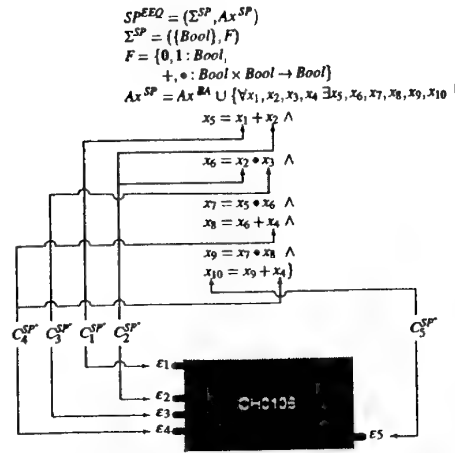 SP^EEQ = (Σ^SP, Ax^SP)
Σ^SP = ({Bool}, F)
F = {0, 1 : Bool,
+, • : Bool × Bool → Bool}
Ax^SP = Ax^BA ∪ {∀x₁, x₂, x₃, x₄ ∃x₅, x₆, x₇, x₈, x₉, x₁₀
x₅ = x₁ + x₂ ∧
x₆ = x₂ • x₃ ∧
x₇ = x₅ • x₆ ∧
x₈ = x₆ + x₄ ∧
x₉ = x₇ • x₈ ∧
x₁₀ = x₉ + x₄}
C₄^SP* C₃^SP* C₁^SP* C₂^SP* C₅^SP*
ε1
ε2
ε3
ε4
ε5